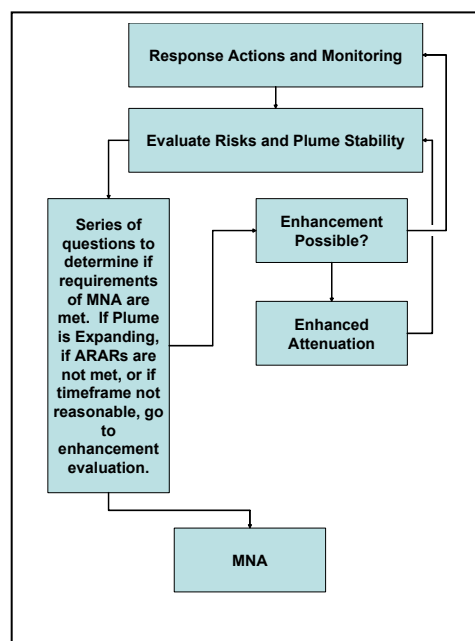 Response Actions and Monitoring
Evaluate Risks and Plume Stability
Series of
questions to
determine if
requirements
of MNA are
met. If Plume
is Expanding,
if ARARs are
not met, or if
timeframe not
reasonable, go
to
enhancement
evaluation.
Enhancement
Possible?
Enhanced
Attenuation
MNA